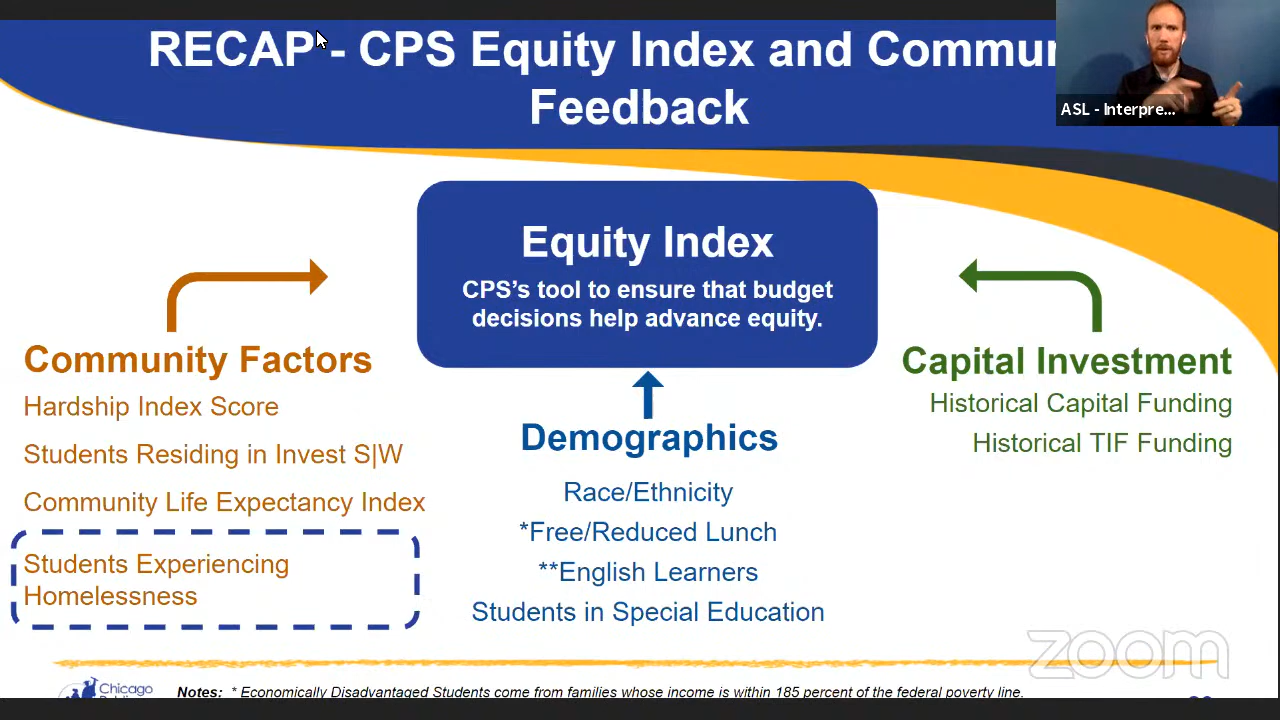 RECAP - CPS Equity Index and Commun
Feedback
ASL - Interpre...
Equity Index
CPS's tool to ensure that budget
decisions help advance equity.
Community Factors
Hardship Index Score
Students Residing in Invest S|W
Community Life Expectancy Index
Students Experiencing
Homelessness
Demographics
Race/Ethnicity
*Free/Reduced Lunch
**English Learners
Students in Special Education
Capital Investment
Historical Capital Funding
Historical TIF Funding
zoom
Chicago
Notes: * Economically Disadvantaged Students come from families whose income is within 185 percent of the federal poverty line.